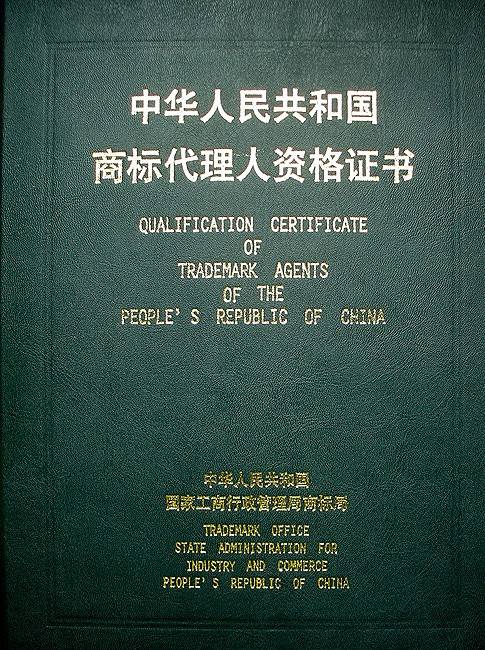 中华人民共和国
商标代理人资格证书
QUALIFICATION CERTIFICATE
OF
TRADEMARK AGENTS
OF THE
PEOPLE'S REPUBLIC OF CHINA
中华人民共和国
国家工商行政管理局商标局
TRADEMARK OFFICE
STATE ADMINISTRATION FOR
INDUSTRY AND COMMERCE
PEOPLE'S REPUBLIC OF CHINA